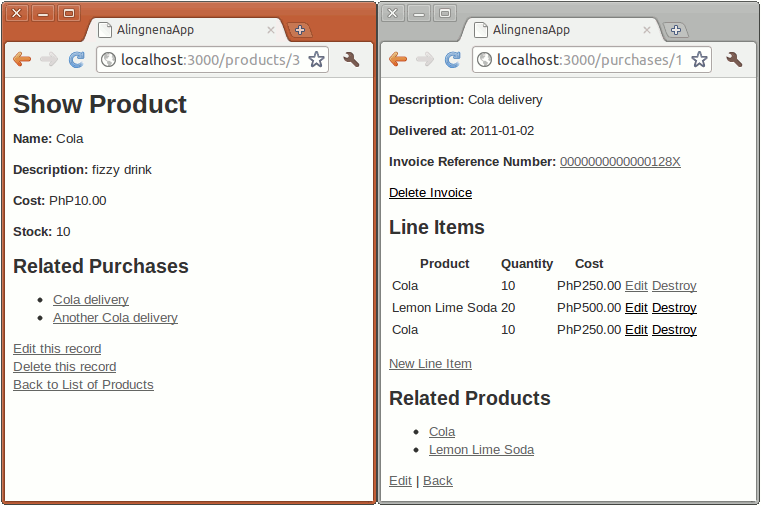 AlingnenaApp
localhost:3000/products/3
Show Product
Name: Cola
Description: fizzy drink
Cost: PhP10.00
Stock: 10
Related Purchases
Cola delivery
Another Cola delivery
Edit this record
Delete this record
Back to List of Products
AlingnenaApp
localhost:3000/purchases/1
Description: Cola delivery
Delivered at: 2011-01-02
Invoice Reference Number: 0000000000000128X
Delete Invoice
Line Items
Product Quantity Cost
Cola 10 PhP250.00 Edit Destroy
Lemon Lime Soda 20 PhP500.00 Edit Destroy
Cola 10 PhP250.00 Edit Destroy
New Line Item
Related Products
Cola
Lemon Lime Soda
Edit | Back